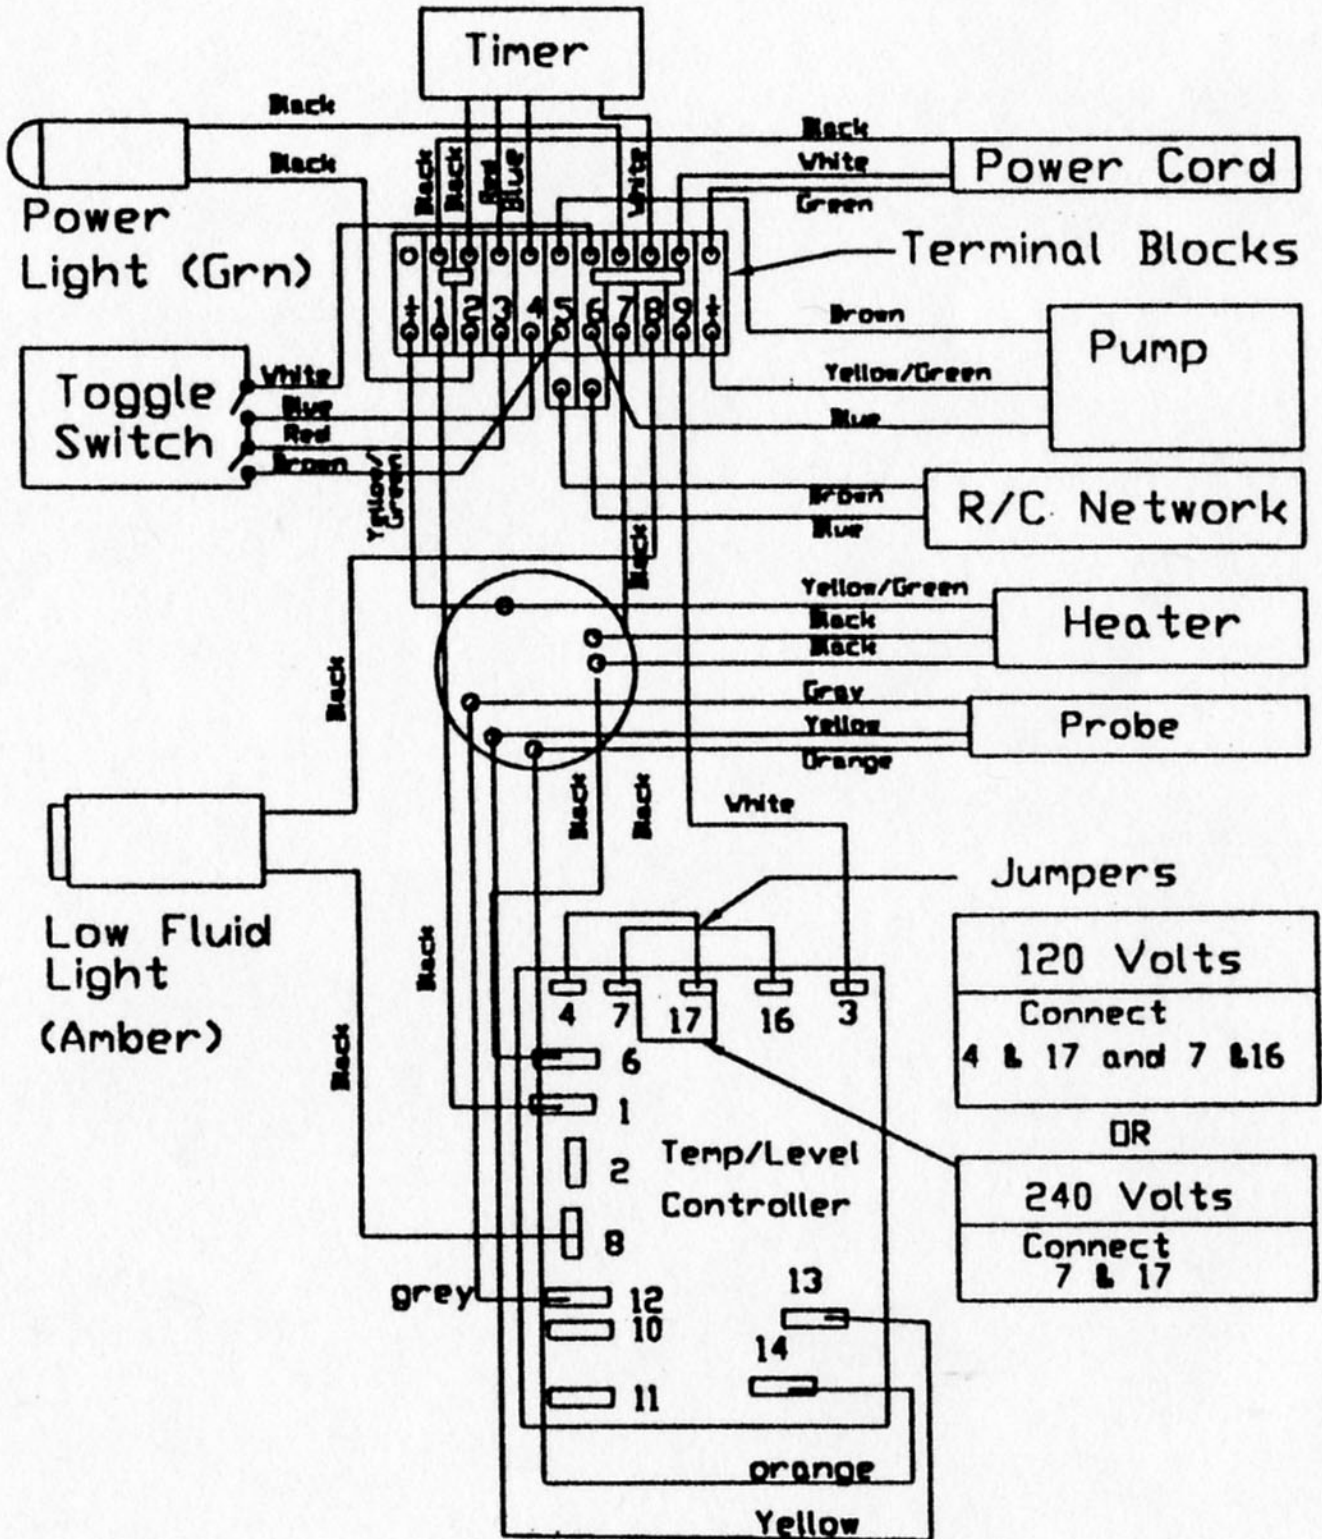 Timer
Black
Black
Power Cord
White
Green
Black
Power
Light (Grn)
Black
Black
Red
Blue
White
Terminal Blocks
+ 1 2 3 4 5 6 7 8 9 +
Brown
Pump
Yellow/Green
Blue
Toggle
Switch
White
Blue
Red
Brown
Yellow/
Green
Black
Brown
Blue
R/C Network
Yellow/Green
Black
Black
Heater
Gray
Yellow
Orange
Probe
Black
Black
Black
White
Low Fluid
Light
(Amber)
Black
Black
Jumpers
120 Volts
Connect
4 & 17 and 7 &16
OR
240 Volts
Connect
7 & 17
4 7 17 16 3
6
1
2
8
Temp/Level
Controller
grey
12
10
11
13
14
orange
Yellow